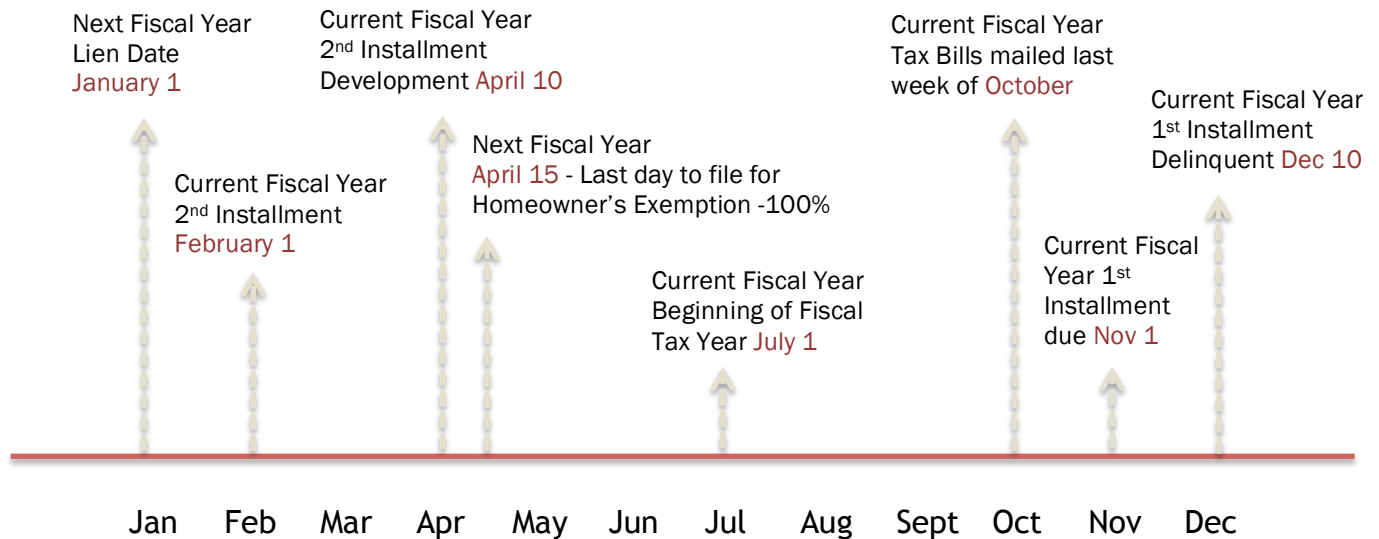 Next Fiscal Year
Lien Date
January 1
Current Fiscal Year
2nd Installment
February 1
Current Fiscal Year
2nd Installment
Development April 10
Next Fiscal Year
April 15 - Last day to file for
Homeowner's Exemption -100%
Current Fiscal Year
Beginning of Fiscal
Tax Year July 1
Current Fiscal Year
Tax Bills mailed last
week of October
Current Fiscal
Year 1st
Installment
due Nov 1
Current Fiscal Year
1st Installment
Delinquent Dec 10
Jan Feb Mar Apr May Jun Jul Aug Sept Oct Nov Dec